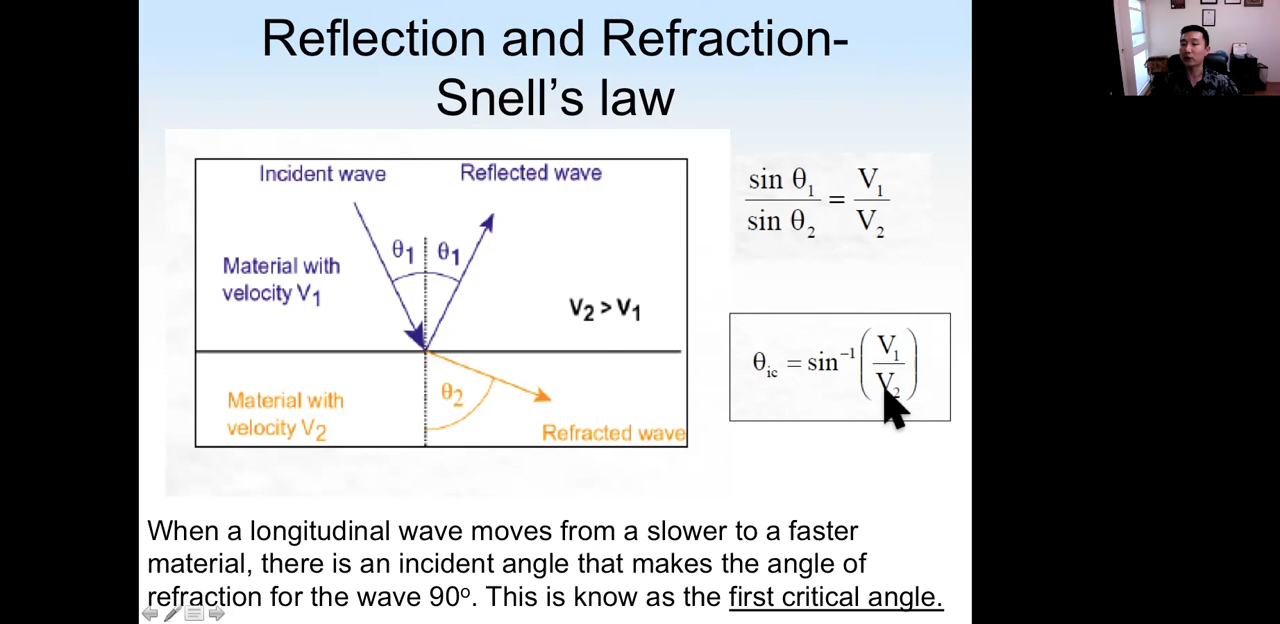 Reflection and Refraction-
Snell's law
Incident wave
Reflected wave
θ1
θ1
Material with
velocity V1
V2 > V1
θ2
Material with
velocity V2
Refracted wave
sin θ1 / sin θ2 = V1 / V2
θic = sin⁻¹ (V1 / V2)
When a longitudinal wave moves from a slower to a faster
material, there is an incident angle that makes the angle of
refraction for the wave 90º. This is know as the first critical angle.